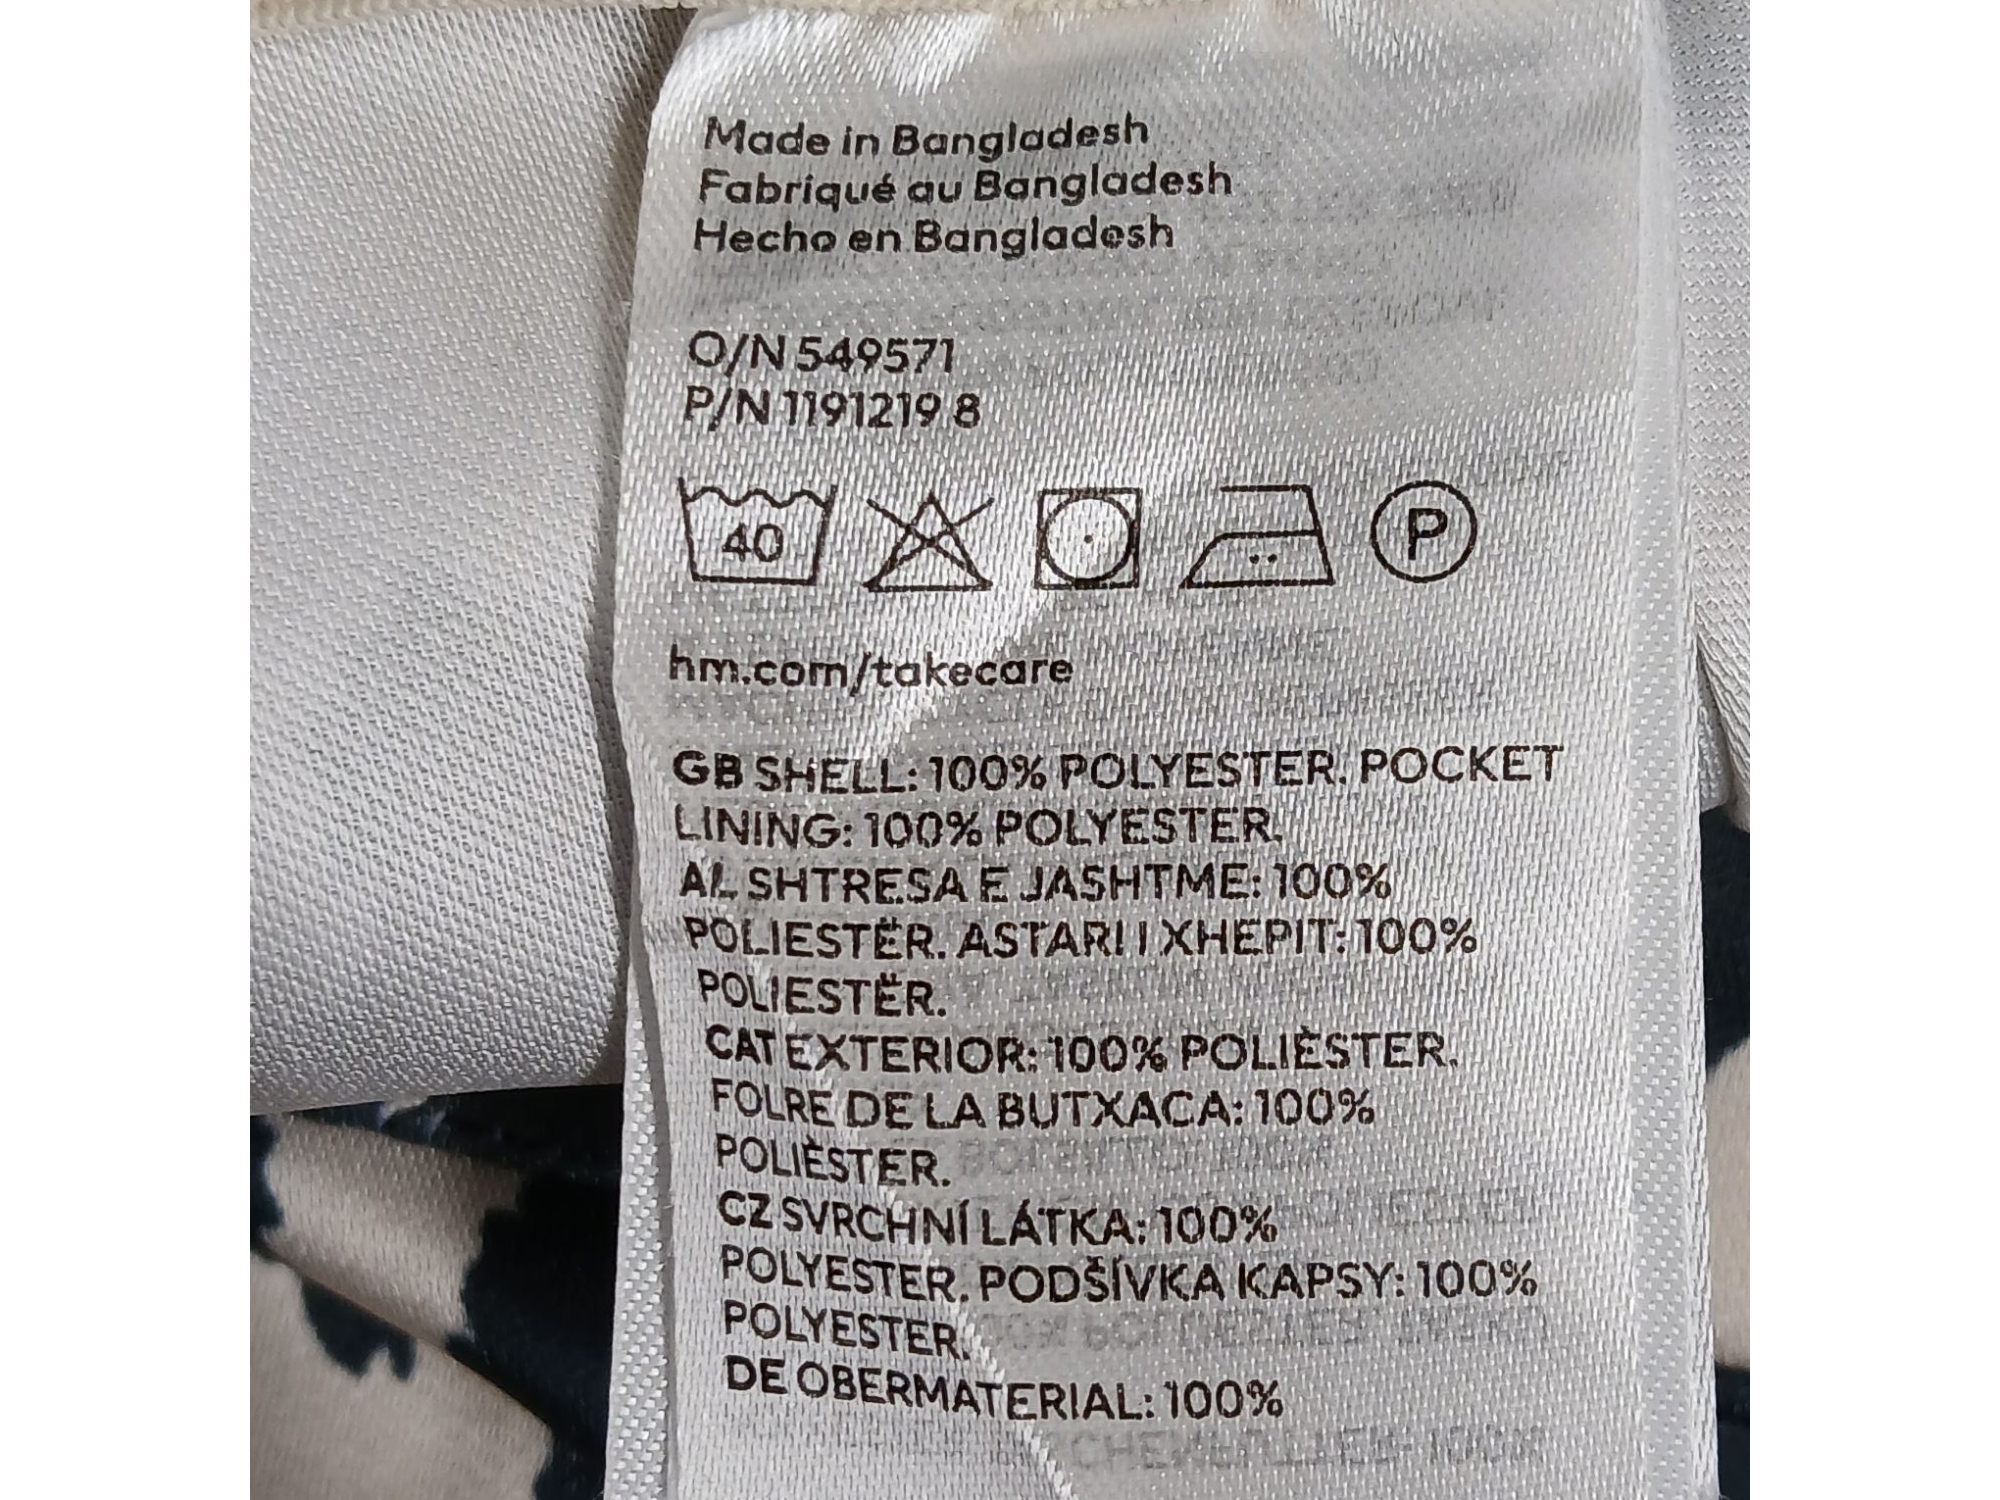 Made in Bangladesh
Fabriqué au Bangladesh
Hecho en Bangladesh
O/N 549571
P/N 1191219 8
40
P
hm.com/takecare
GB SHELL: 100% POLYESTER. POCKET
LINING: 100% POLYESTER.
AL SHTRESA E JASHTME: 100%
POLIESTËR. ASTARI I XHEPIT: 100%
POLIESTËR.
CAT EXTERIOR: 100% POLIÈSTER.
FOLRE DE LA BUTXACA: 100%
POLIÈSTER.
CZ SVRCHNÍ LÁTKA: 100%
POLYESTER. PODŠÍVKA KAPSY: 100%
POLYESTER.
DE OBERMATERIAL: 100%